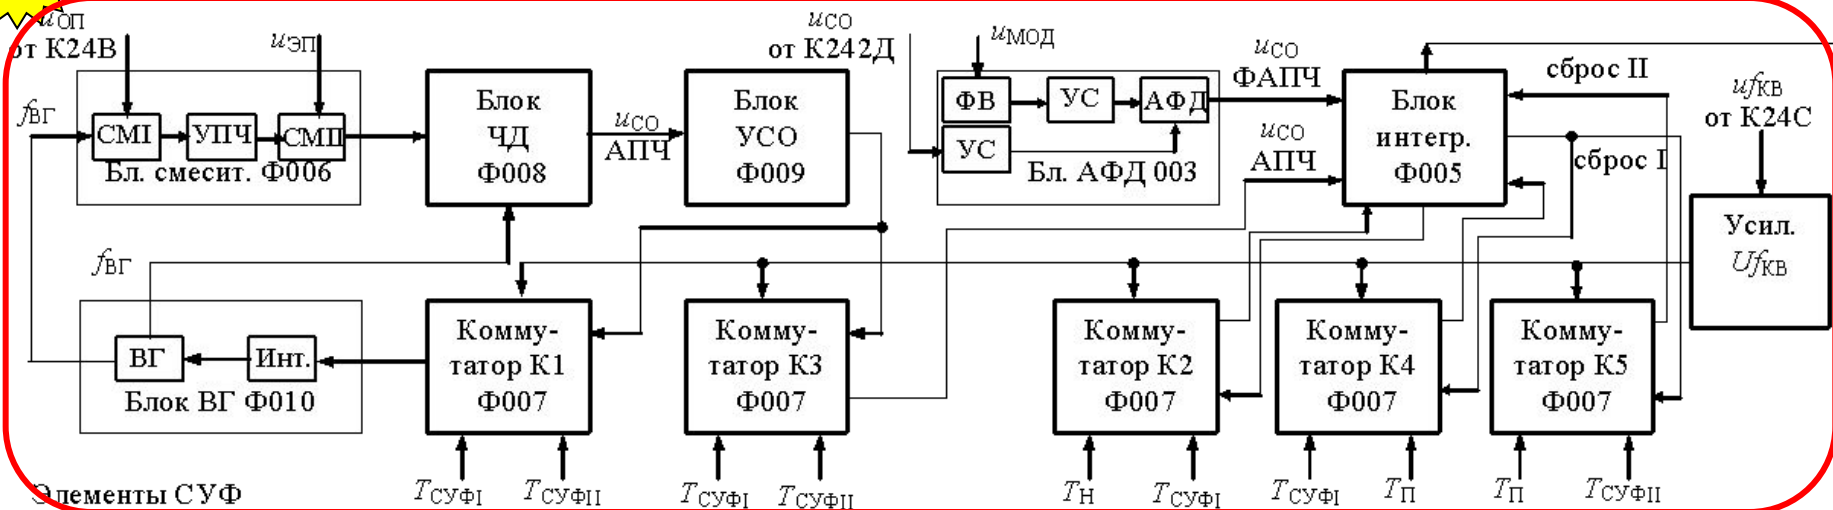 uОП
от К24В
uЭП
fВГ
СМI
УПЧ
СМII
Бл. смесит. Ф006
Блок
ЧД
Ф008
uСО
АПЧ
Блок
УСО
Ф009
uСО
от К242Д
uМОД
ФВ
УС
АФД
УС
Бл. АФД 003
uСО
ФАПЧ
uСО
АПЧ
Блок
интегр.
Ф005
сброс II
сброс I
ufКВ
от К24С
Усил.
UfКВ
fВГ
ВГ
Инт.
Блок ВГ Ф010
Комму-
татор К1
Ф007
Комму-
татор К3
Ф007
Комму-
татор К2
Ф007
Комму-
татор К4
Ф007
Комму-
татор К5
Ф007
Элементы СУФ
TСУФI
TСУФII
TСУФI
TСУФII
TН
TСУФI
TСУФI
TП
TП
TСУФII